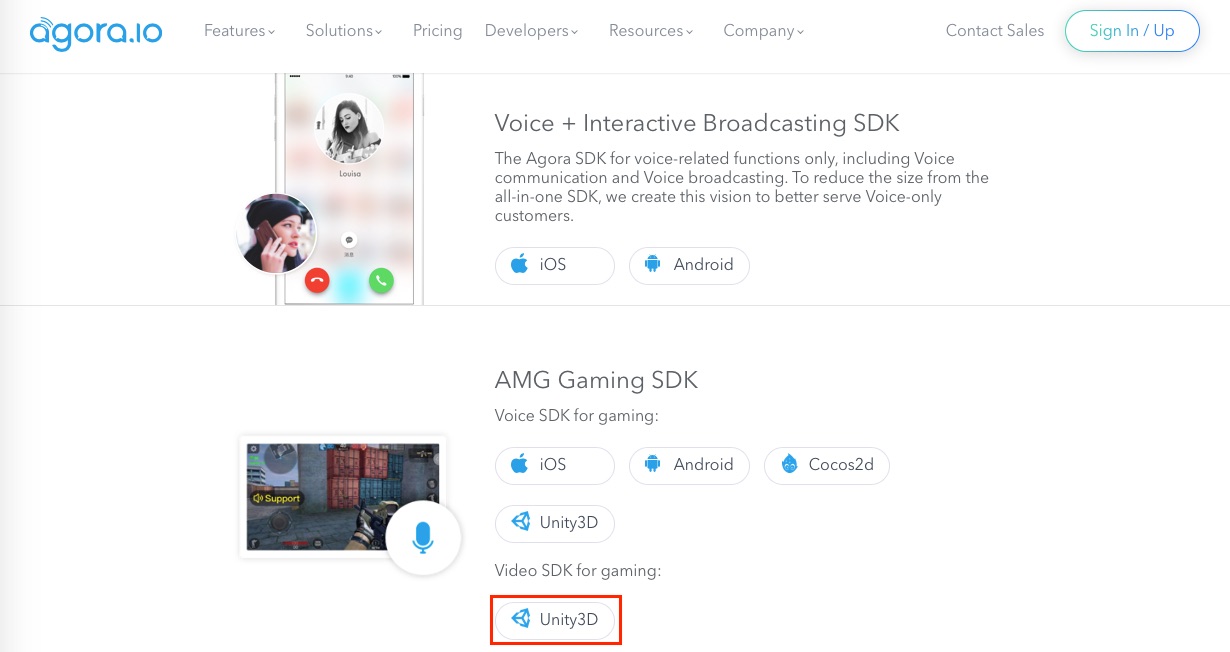 agora.io
Features
Solutions
Pricing
Developers
Resources
Company
Contact Sales
Sign In / Up
Louisa
消息
Voice + Interactive Broadcasting SDK
The Agora SDK for voice-related functions only, including Voice
communication and Voice broadcasting. To reduce the size from the
all-in-one SDK, we create this vision to better serve Voice-only
customers.
iOS
Android
AMG Gaming SDK
Voice SDK for gaming:
iOS
Android
Cocos2d
Unity3D
Support
Video SDK for gaming:
Unity3D